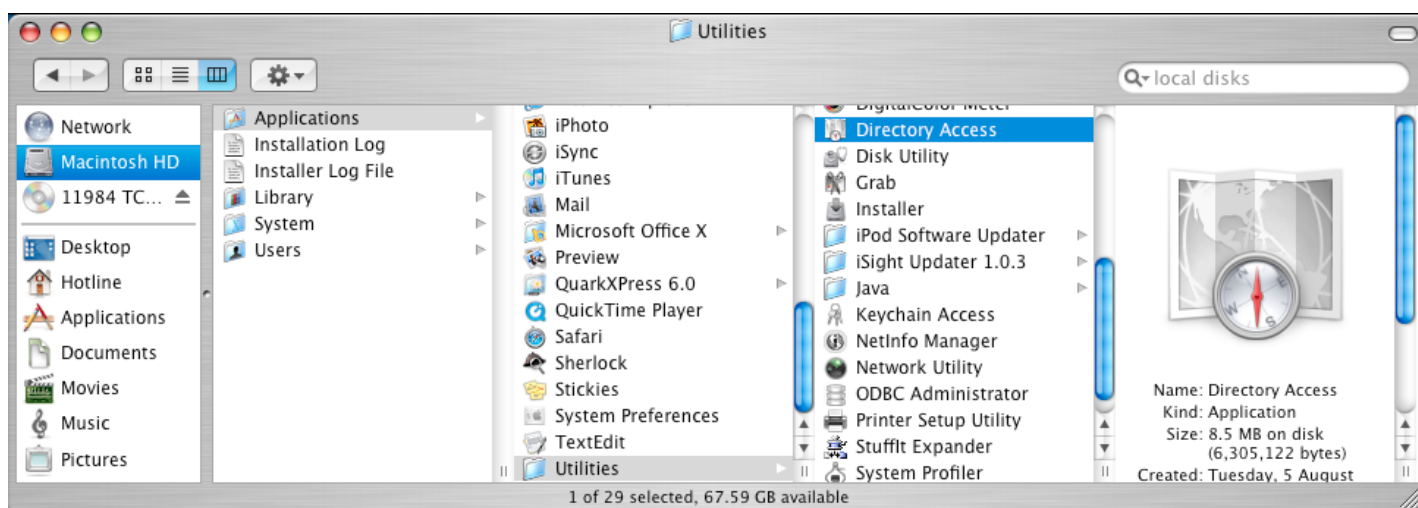 Utilities
local disks
Network
Macintosh HD
11984 TC...
Desktop
Hotline
Applications
Documents
Movies
Music
Pictures
Applications
Installation Log
Installer Log File
Library
System
Users
iPhoto
iSync
iTunes
Mail
Microsoft Office X
Preview
QuarkXPress 6.0
QuickTime Player
Safari
Sherlock
Stickies
System Preferences
TextEdit
Utilities
DigitalColor Meter
Directory Access
Disk Utility
Grab
Installer
iPod Software Updater
iSight Updater 1.0.3
Java
Keychain Access
NetInfo Manager
Network Utility
ODBC Administrator
Printer Setup Utility
StuffIt Expander
System Profiler
Name: Directory Access
Kind: Application
Size: 8.5 MB on disk
(6,305,122 bytes)
Created: Tuesday, 5 August
1 of 29 selected, 67.59 GB available